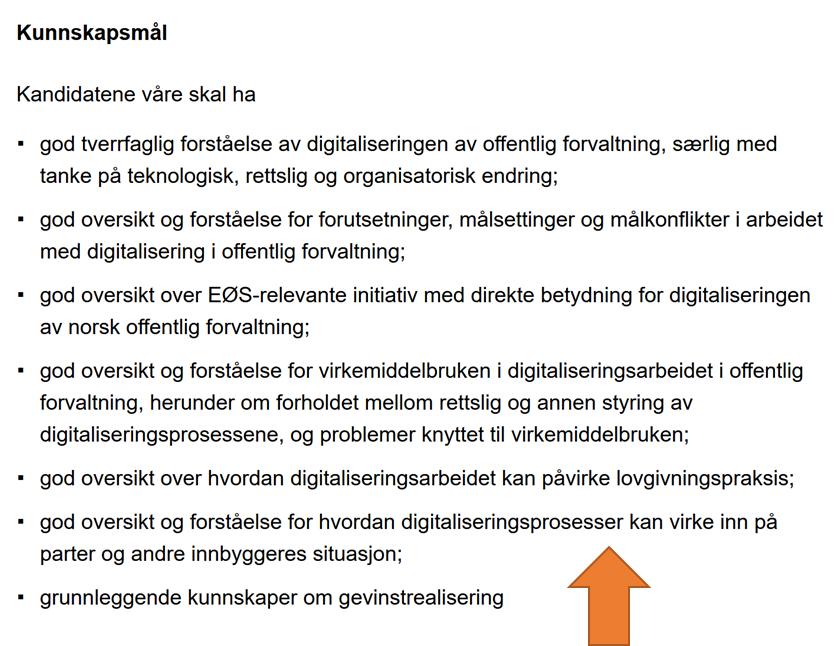 Kunnskapsmål
Kandidatene våre skal ha
▪ god tverrfaglig forståelse av digitaliseringen av offentlig forvaltning, særlig med
tanke på teknologisk, rettslig og organisatorisk endring;
▪ god oversikt og forståelse for forutsetninger, målsettinger og målkonflikter i arbeidet
med digitalisering i offentlig forvaltning;
▪ god oversikt over EØS-relevante initiativ med direkte betydning for digitaliseringen
av norsk offentlig forvaltning;
▪ god oversikt og forståelse for virkemiddelbruken i digitaliseringsarbeidet i offentlig
forvaltning, herunder om forholdet mellom rettslig og annen styring av
digitaliseringsprosessene, og problemer knyttet til virkemiddelbruken;
▪ god oversikt over hvordan digitaliseringsarbeidet kan påvirke lovgivningspraksis;
▪ god oversikt og forståelse for hvordan digitaliseringsprosesser kan virke inn på
parter og andre innbyggeres situasjon;
▪ grunnleggende kunnskaper om gevinstrealisering